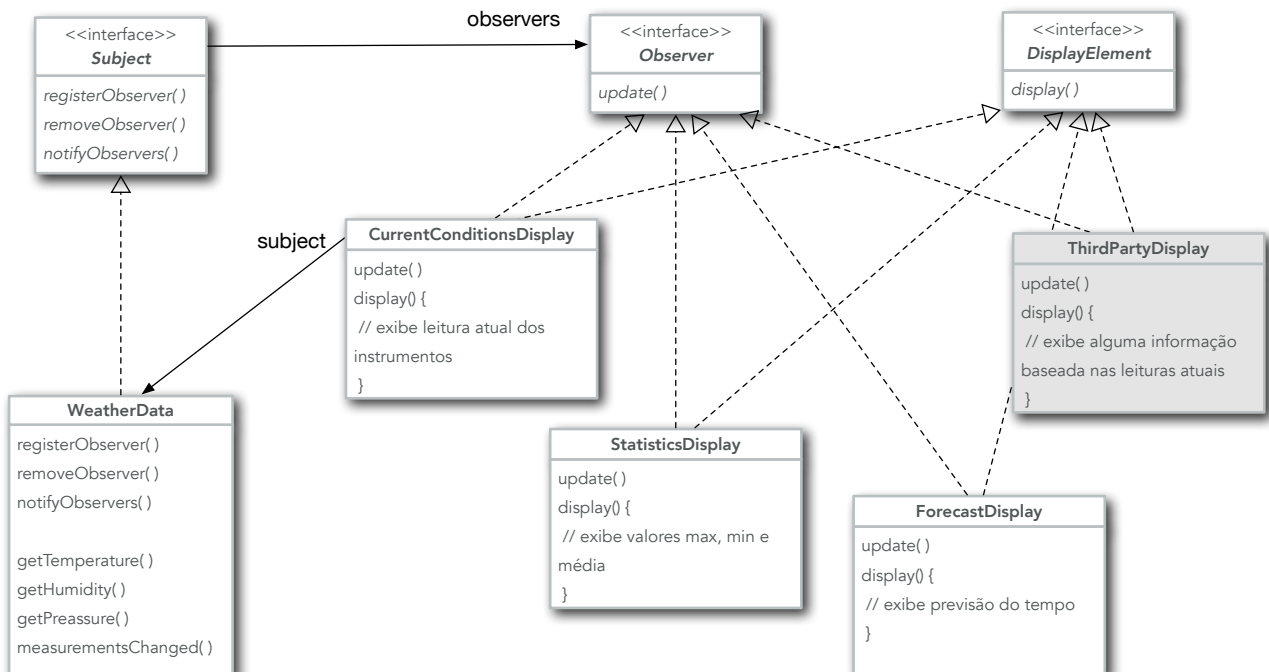 observers
<<interface>>
Subject
registerObserver( )
removeObserver( )
notifyObservers( )
<<interface>>
Observer
update( )
<<interface>>
DisplayElement
display( )
subject
CurrentConditionsDisplay
update( )
display() {
// exibe leitura atual dos
instrumentos
}
ThirdPartyDisplay
update( )
display() {
// exibe alguma informação
baseada nas leituras atuais
}
WeatherData
registerObserver( )
removeObserver( )
notifyObservers( )
getTemperature( )
getHumidity( )
getPreassure( )
measurementsChanged( )
StatisticsDisplay
update( )
display() {
// exibe valores max, min e
média
}
ForecastDisplay
update( )
display() {
// exibe previsão do tempo
}